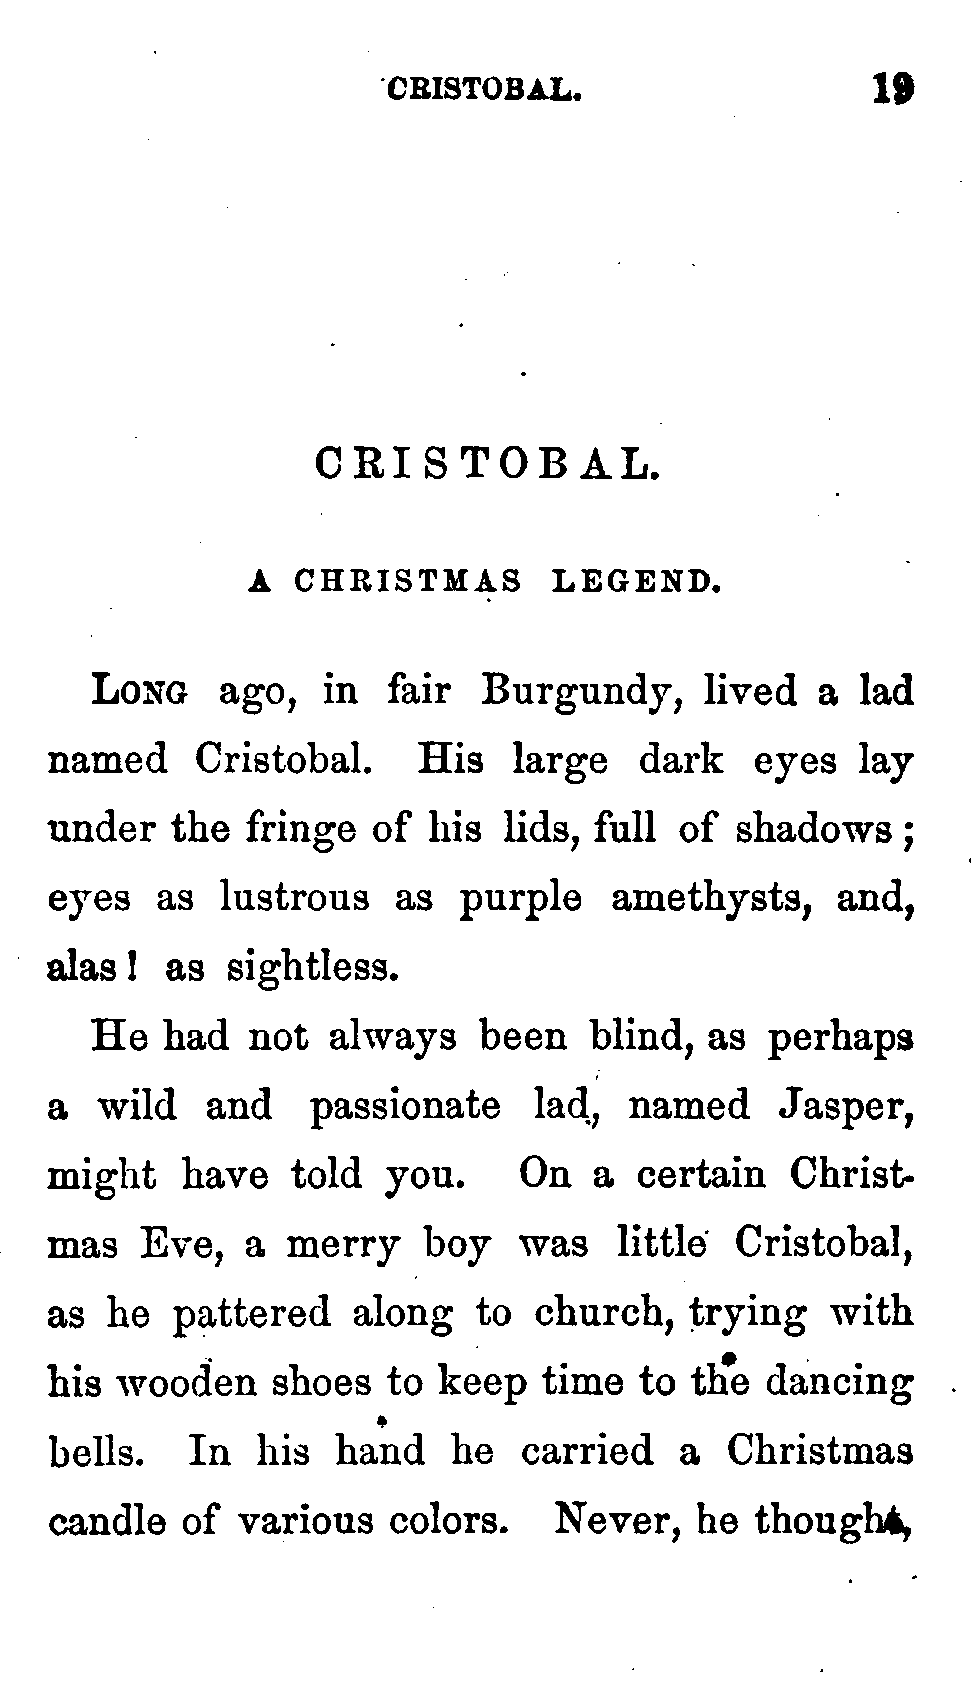 CRISTOBAL. 19
CRISTOBAL.
A CHRISTMAS LEGEND.
LONG ago, in fair Burgundy, lived a lad
named Cristobal. His large dark eyes lay
under the fringe of his lids, full of shadows;
eyes as lustrous as purple amethysts, and,
alas! as sightless.
He had not always been blind, as perhaps
a wild and passionate lad, named Jasper,
might have told you. On a certain Christ-
mas Eve, a merry boy was little Cristobal,
as he pattered along to church, trying with
his wooden shoes to keep time to the dancing
bells. In his hand he carried a Christmas
candle of various colors. Never, he thought,